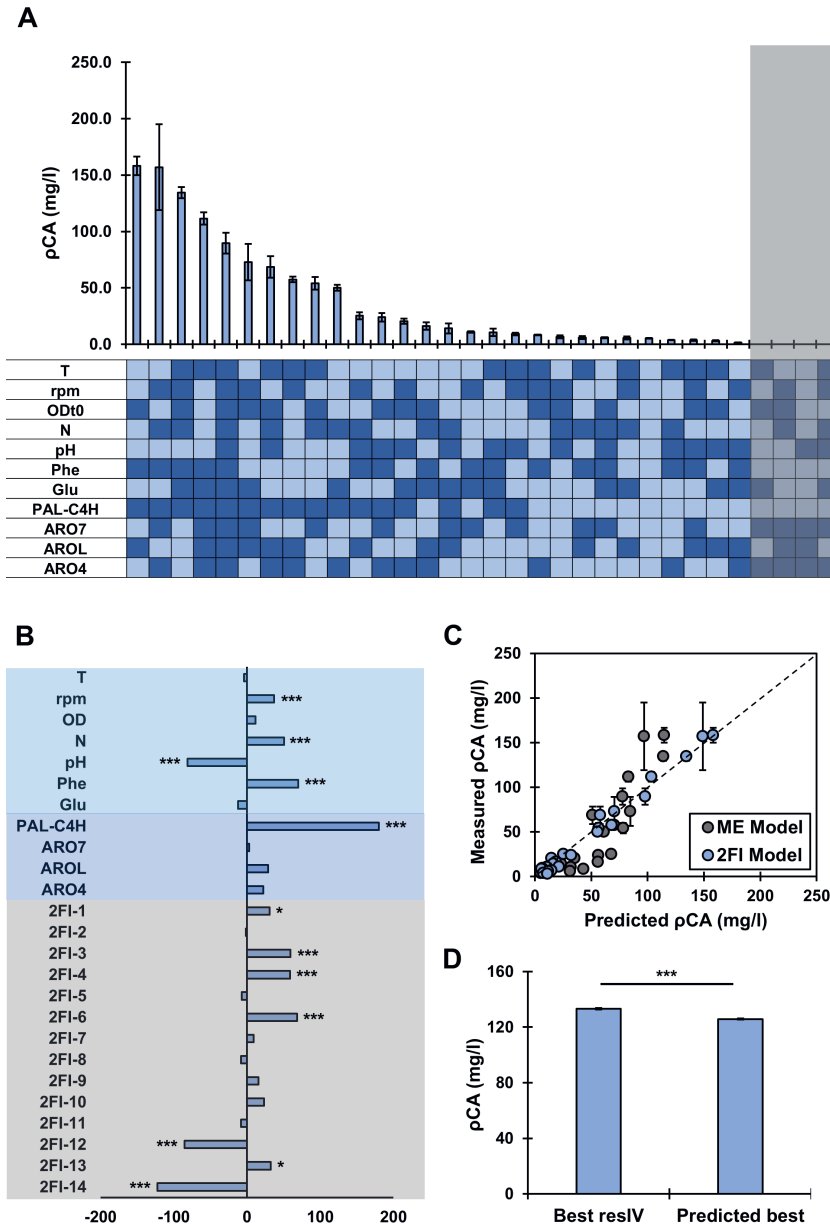 A
250.0
200.0
150.0
100.0
50.0
0.0
ρCA (mg/l)
T
rpm
ODt0
N
pH
Phe
Glu
PAL-C4H
ARO7
AROL
ARO4
B
T
rpm ***
OD
N ***
pH ***
Phe ***
Glu
PAL-C4H ***
ARO7
AROL
ARO4
2FI-1 *
2FI-2
2FI-3 ***
2FI-4 ***
2FI-5
2FI-6 ***
2FI-7
2FI-8
2FI-9
2FI-10
2FI-11
2FI-12 ***
2FI-13 *
2FI-14 ***
-200 -100 0 100 200
C
250
200
150
100
50
0
Measured ρCA (mg/l)
ME Model
2FI Model
0 50 100 150 200 250
Predicted ρCA (mg/l)
D
160
120
80
40
0
ρCA (mg/l)
***
Best resIV Predicted best